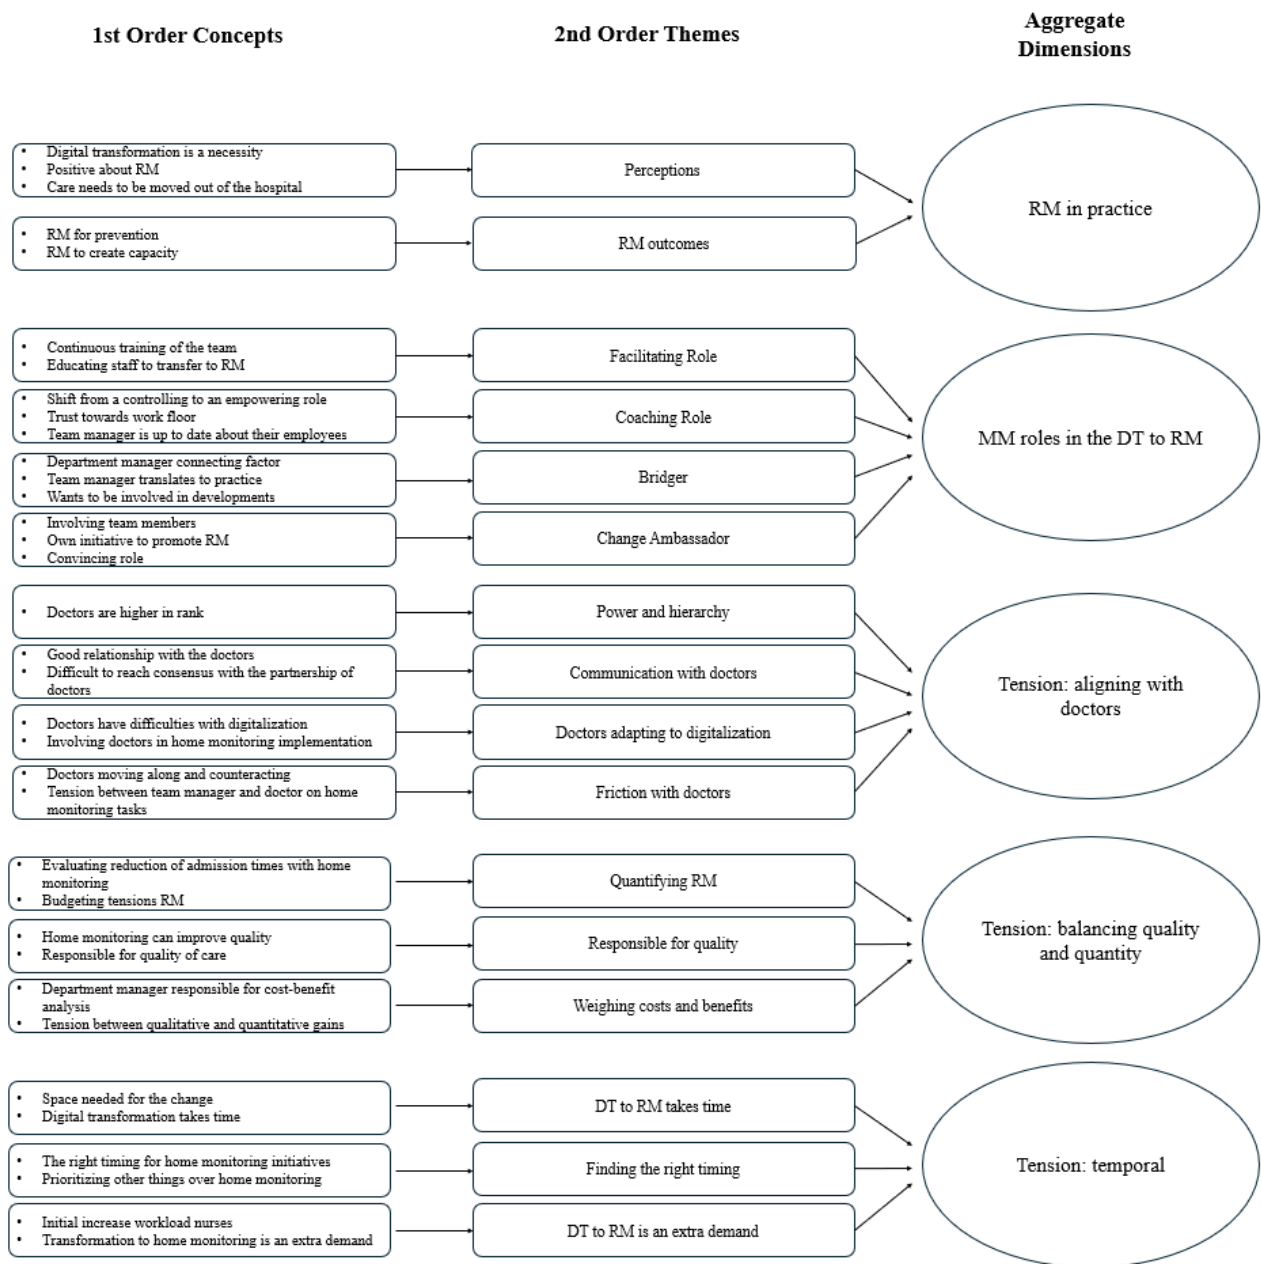 1st Order Concepts
2nd Order Themes
Aggregate
Dimensions
• Digital transformation is a necessity
• Positive about RM
• Care needs to be moved out of the hospital
Perceptions
• RM for prevention
• RM to create capacity
RM outcomes
RM in practice
• Continuous training of the team
• Educating staff to transfer to RM
Facilitating Role
• Shift from a controlling to an empowering role
• Trust towards work floor
• Team manager is up to date about their employees
Coaching Role
• Department manager connecting factor
• Team manager translates to practice
• Wants to be involved in developments
Bridger
• Involving team members
• Own initiative to promote RM
• Convincing role
Change Ambassador
MM roles in the DT to RM
• Doctors are higher in rank
Power and hierarchy
• Good relationship with the doctors
• Difficult to reach consensus with the partnership of
doctors
Communication with doctors
• Doctors have difficulties with digitalization
• Involving doctors in home monitoring implementation
Doctors adapting to digitalization
• Doctors moving along and counteracting
• Tension between team manager and doctor on home
monitoring tasks
Friction with doctors
Tension: aligning with
doctors
• Evaluating reduction of admission times with home
monitoring
• Budgeting tensions RM
Quantifying RM
• Home monitoring can improve quality
• Responsible for quality of care
Responsible for quality
• Department manager responsible for cost-benefit
analysis
• Tension between qualitative and quantitative gains
Weighing costs and benefits
Tension: balancing quality
and quantity
• Space needed for the change
• Digital transformation takes time
DT to RM takes time
• The right timing for home monitoring initiatives
• Prioritizing other things over home monitoring
Finding the right timing
• Initial increase workload nurses
• Transformation to home monitoring is an extra demand
DT to RM is an extra demand
Tension: temporal